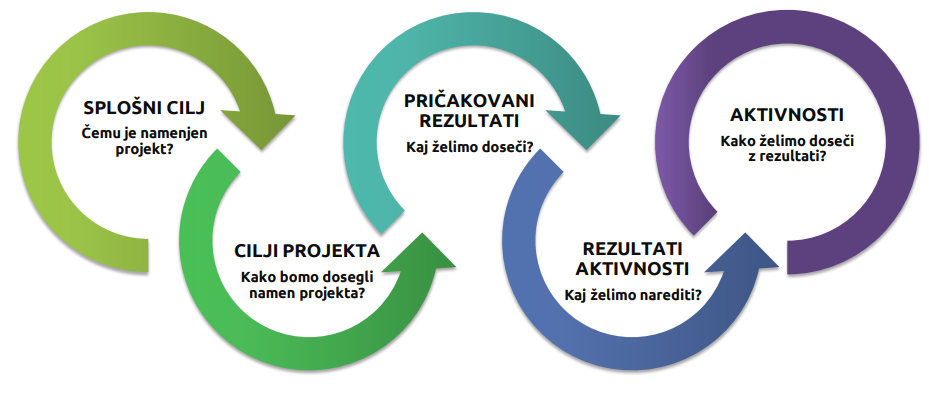 SPLOŠNI CILJ
Čemu je namenjen
projekt?
CILJI PROJEKTA
Kako bomo dosegli
namen projekta?
PRIČAKOVANI
REZULTATI
Kaj želimo doseči?
REZULTATI
AKTIVNOSTI
Kaj želimo narediti?
AKTIVNOSTI
Kako želimo doseči
z rezultati?